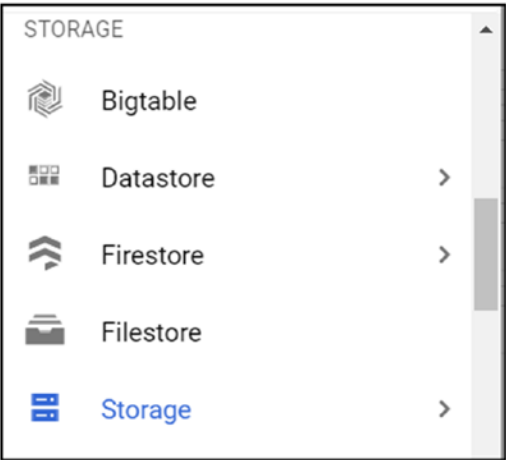 STORAGE
Bigtable
Datastore
Firestore
Filestore
Storage